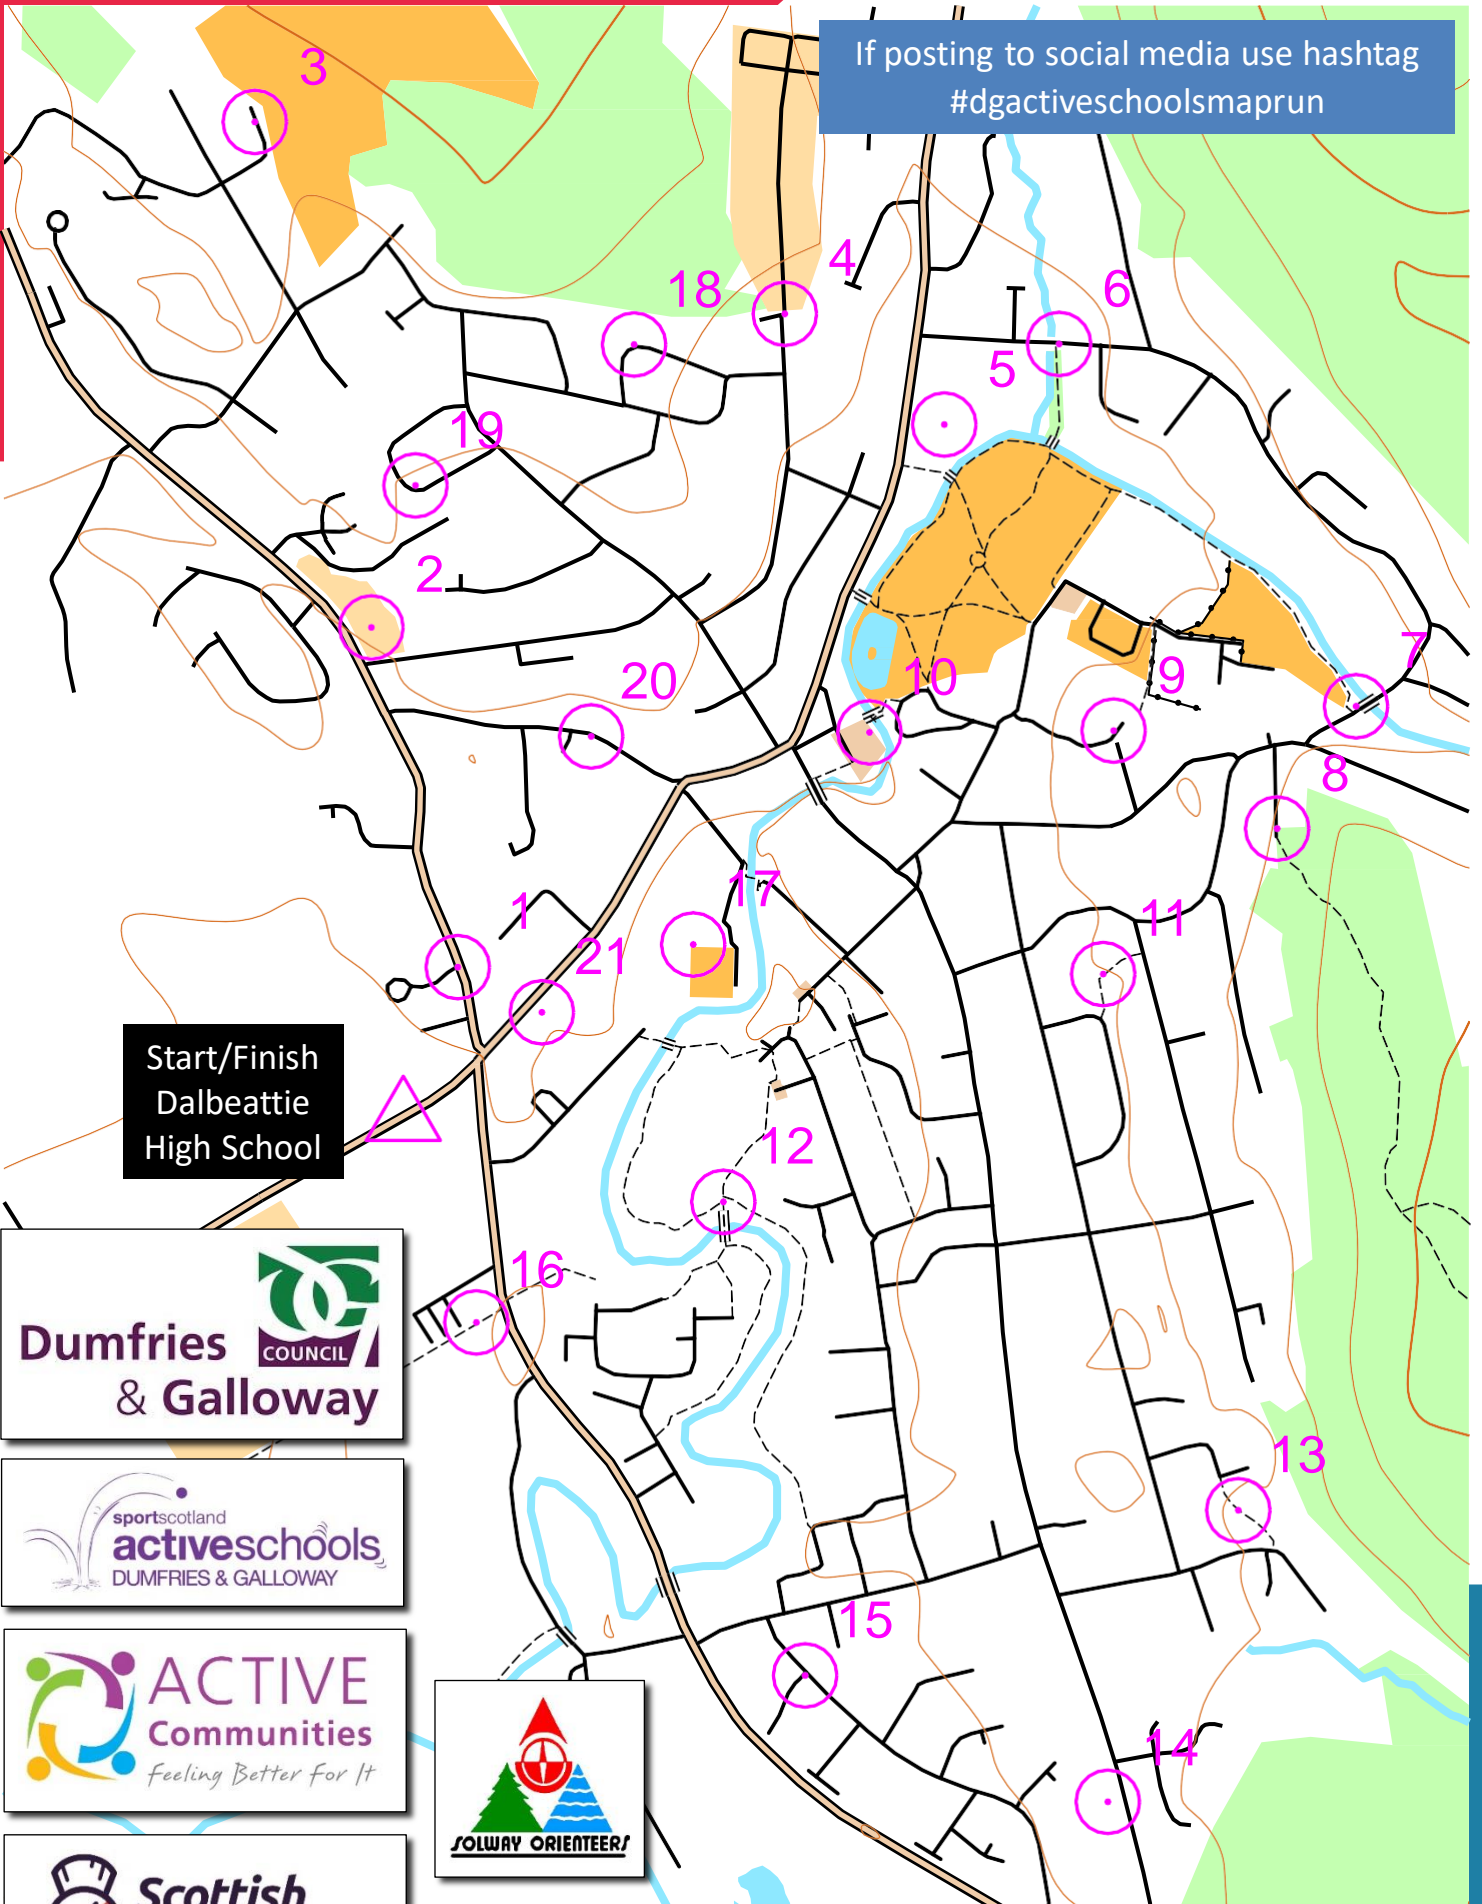 If posting to social media use hashtag
#dgactiveschoolsmaprun
3
4
18
6
5
19
2
7
20
10
9
8
17
1
11
21
Start/Finish
Dalbeattie
High School
12
16
Dumfries
COUNCIL
& Galloway
13
sportscotland
activeschools
DUMFRIES & GALLOWAY
15
ACTIVE
Communities
Feeling Better For It
14
SOLWAY ORIENTEERS
Scottish